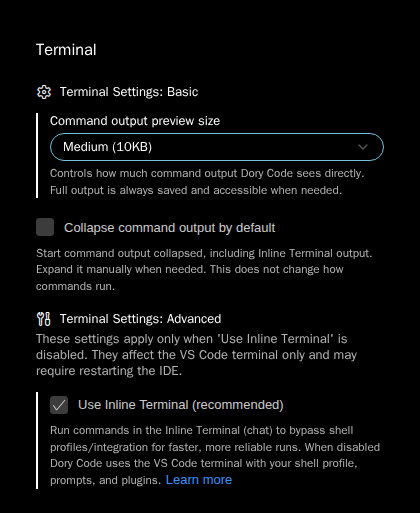 Terminal
Terminal Settings: Basic
Command output preview size
Medium (10KB)
Controls how much command output Dory Code sees directly.
Full output is always saved and accessible when needed.
Collapse command output by default
Start command output collapsed, including Inline Terminal output.
Expand it manually when needed. This does not change how
commands run.
Terminal Settings: Advanced
These settings apply only when 'Use Inline Terminal' is
disabled. They affect the VS Code terminal only and may
require restarting the IDE.
Use Inline Terminal (recommended)
Run commands in the Inline Terminal (chat) to bypass shell
profiles/integration for faster, more reliable runs. When disabled
Dory Code uses the VS Code terminal with your shell profile,
prompts, and plugins. Learn more